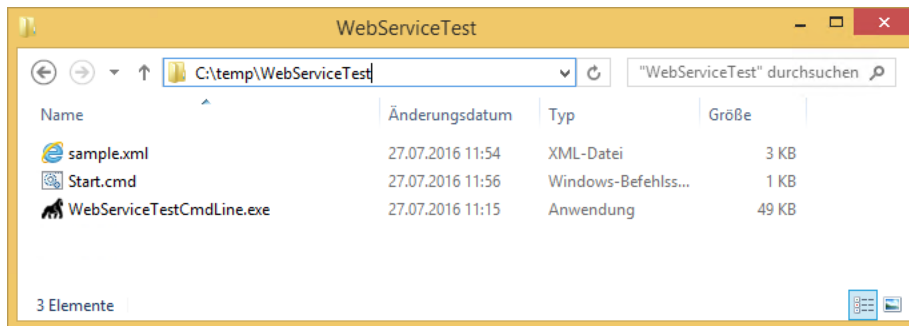 WebServiceTest
C:\temp\WebServiceTest "WebServiceTest" durchsuchen
Name Änderungsdatum Typ Größe
sample.xml 27.07.2016 11:54 XML-Datei 3 KB
Start.cmd 27.07.2016 11:56 Windows-Befehlss... 1 KB
WebServiceTestCmdLine.exe 27.07.2016 11:15 Anwendung 49 KB
3 Elemente